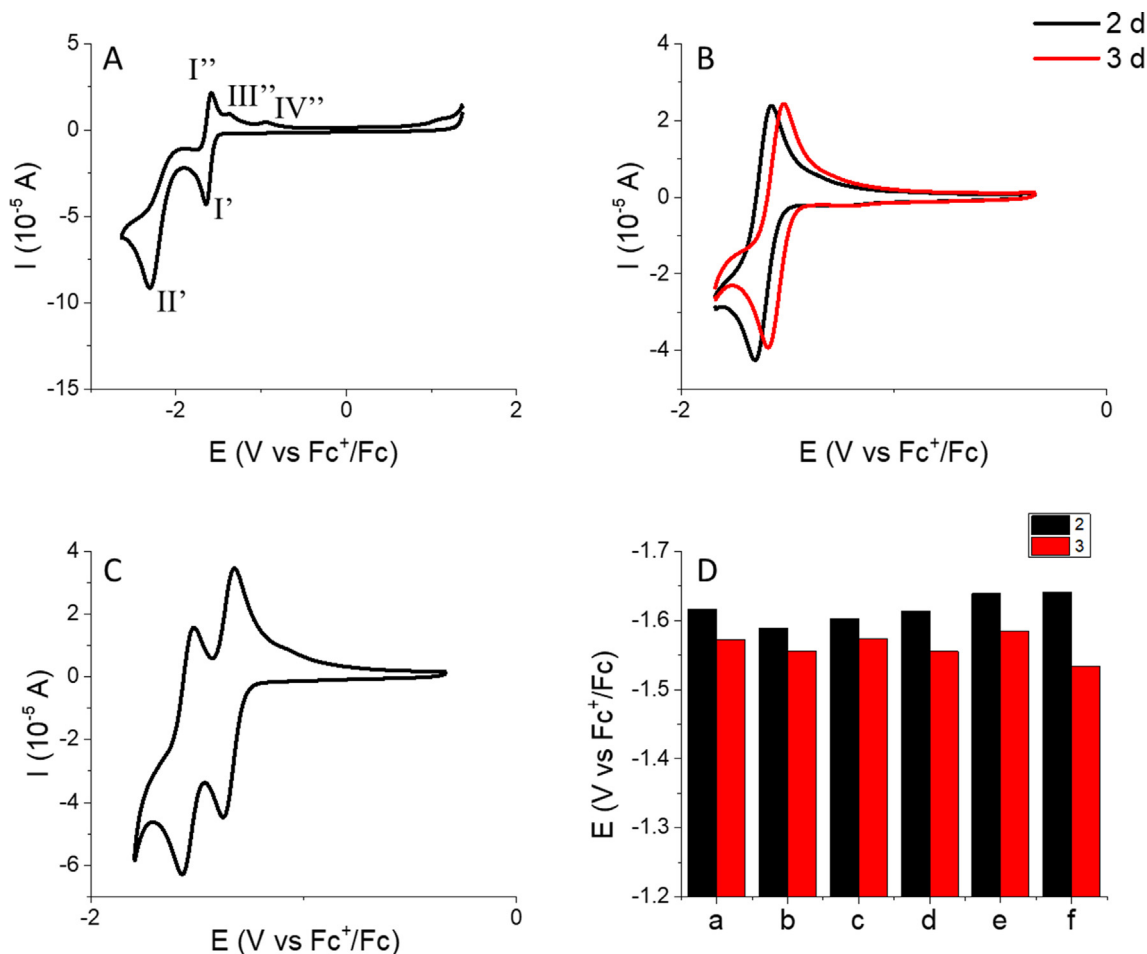 A
I''
III''
IV''
I'
II'
5
0
-5
-10
-15
-2
0
2
I (10⁻⁵ A)
E (V vs Fc⁺/Fc)
2 d
3 d
B
4
2
0
-2
-4
-2
0
I (10⁻⁵ A)
E (V vs Fc⁺/Fc)
C
4
2
0
-2
-4
-6
-2
0
I (10⁻⁵ A)
E (V vs Fc⁺/Fc)
2
3
D
-1.7
-1.6
-1.5
-1.4
-1.3
-1.2
E (V vs Fc⁺/Fc)
a b c d e f